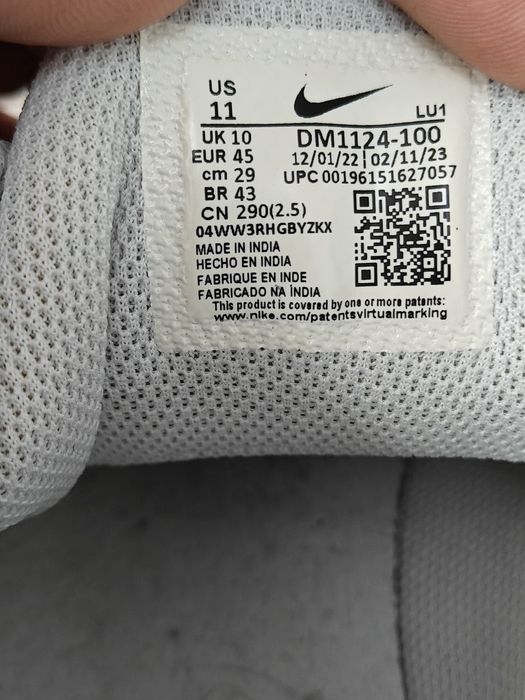 US
11
LU1
UK 10
DM1124-100
EUR 45
12/01/22 | 02/11/23
cm 29
UPC 00196151627057
BR 43
CN 290(2.5)
04WW3RHGBYZKX
MADE IN INDIA
HECHO EN INDIA
FABRIQUE EN INDE
FABRICADO NA ÍNDIA
This product is covered by one or more patents:
www.nike.com/patentsvirtualmarking